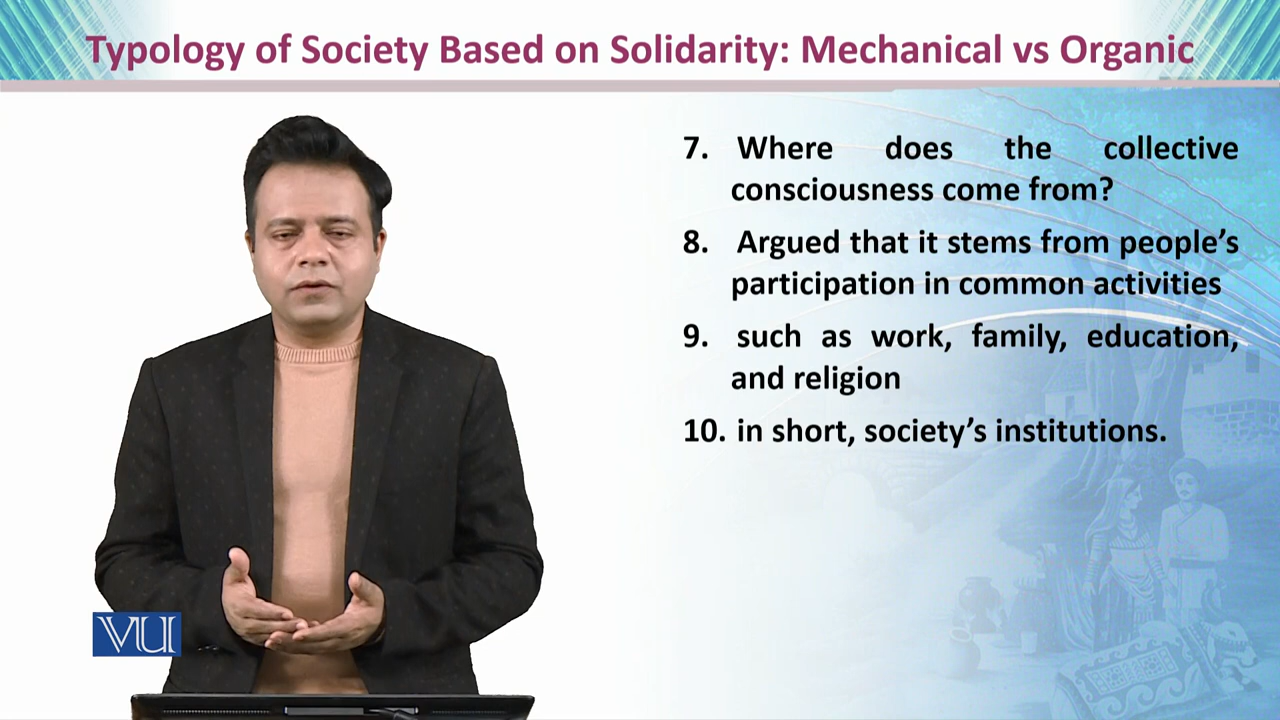 Typology of Society Based on Solidarity: Mechanical vs Organic
7. Where does the collective
consciousness come from?
8. Argued that it stems from people’s
participation in common activities
9. such as work, family, education,
and religion
10. in short, society’s institutions.
VU